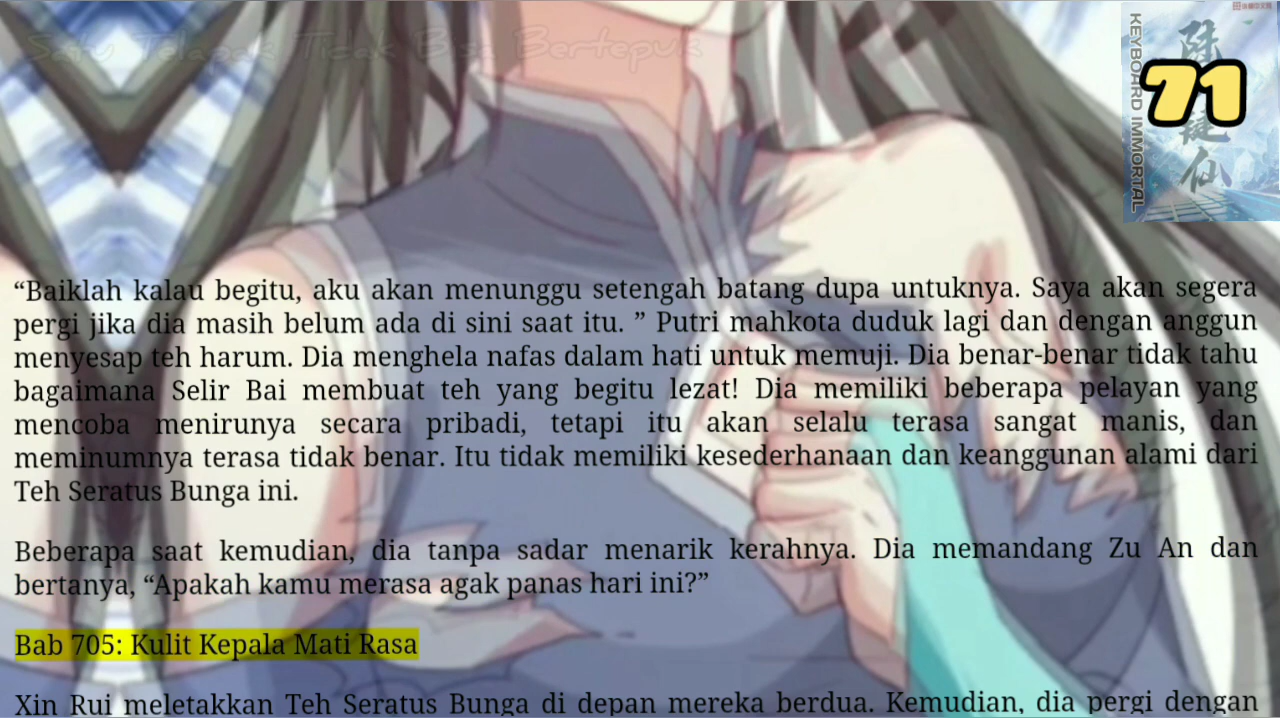 Satu Telapak Tidak Bisa Bertepuk
KEYBOARD IMMORTAL
71
“Baiklah kalau begitu, aku akan menunggu setengah batang dupa untuknya. Saya akan segera
pergi jika dia masih belum ada di sini saat itu. ” Putri mahkota duduk lagi dan dengan anggun
menyesap teh harum. Dia menghela nafas dalam hati untuk memuji. Dia benar-benar tidak tahu
bagaimana Selir Bai membuat teh yang begitu lezat! Dia memiliki beberapa pelayan yang
mencoba menirunya secara pribadi, tetapi itu akan selalu terasa sangat manis, dan
meminumnya terasa tidak benar. Itu tidak memiliki kesederhanaan dan keanggunan alami dari
Teh Seratus Bunga ini.
Beberapa saat kemudian, dia tanpa sadar menarik kerahnya. Dia memandang Zu An dan
bertanya, “Apakah kamu merasa agak panas hari ini?”
Bab 705: Kulit Kepala Mati Rasa
Xin Rui meletakkan Teh Seratus Bunga di depan mereka berdua. Kemudian, dia pergi dengan